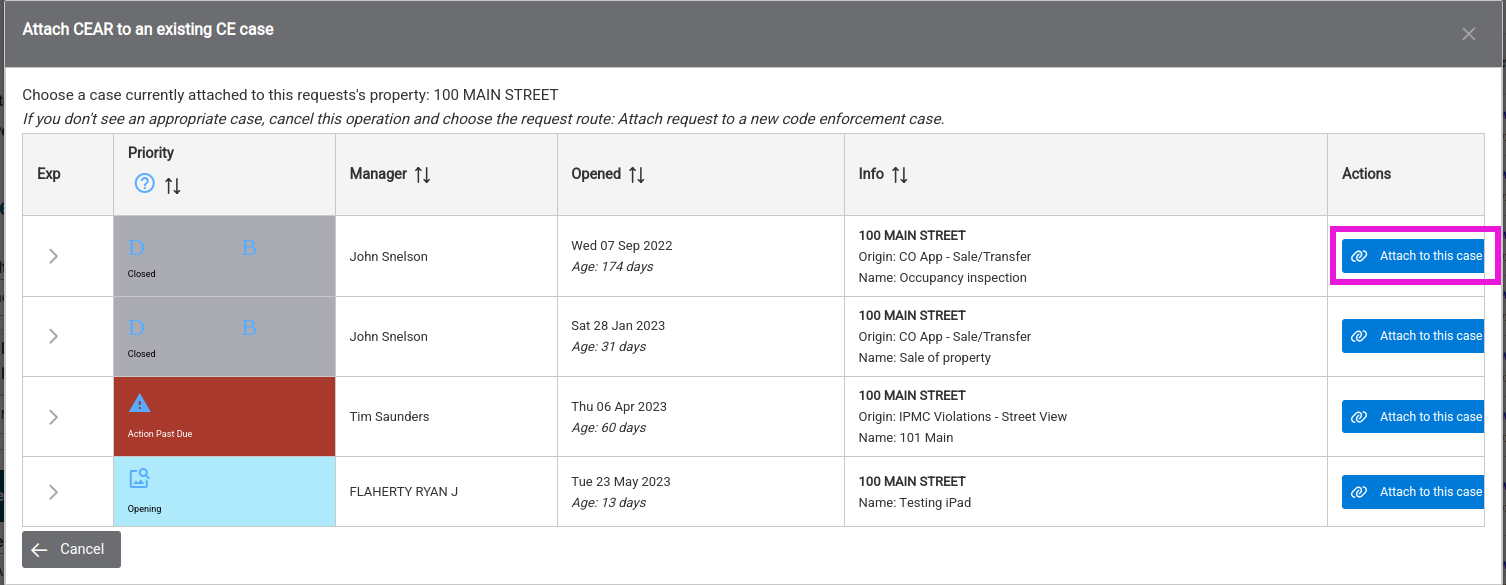 Attach CEAR to an existing CE case
Choose a case currently attached to this requests's property: 100 MAIN STREET
If you don't see an appropriate case, cancel this operation and choose the request route: Attach request to a new code enforcement case.
Exp
Priority
Manager
Opened
Info
Actions
D B
Closed
John Snelson
Wed 07 Sep 2022
Age: 174 days
100 MAIN STREET
Origin: CO App - Sale/Transfer
Name: Occupancy inspection
Attach to this case
D B
Closed
John Snelson
Sat 28 Jan 2023
Age: 31 days
100 MAIN STREET
Origin: CO App - Sale/Transfer
Name: Sale of property
Attach to this case
Action Past Due
Tim Saunders
Thu 06 Apr 2023
Age: 60 days
100 MAIN STREET
Origin: IPMC Violations - Street View
Name: 101 Main
Attach to this case
Opening
FLAHERTY RYAN J
Tue 23 May 2023
Age: 13 days
100 MAIN STREET
Name: Testing iPad
Attach to this case
Cancel